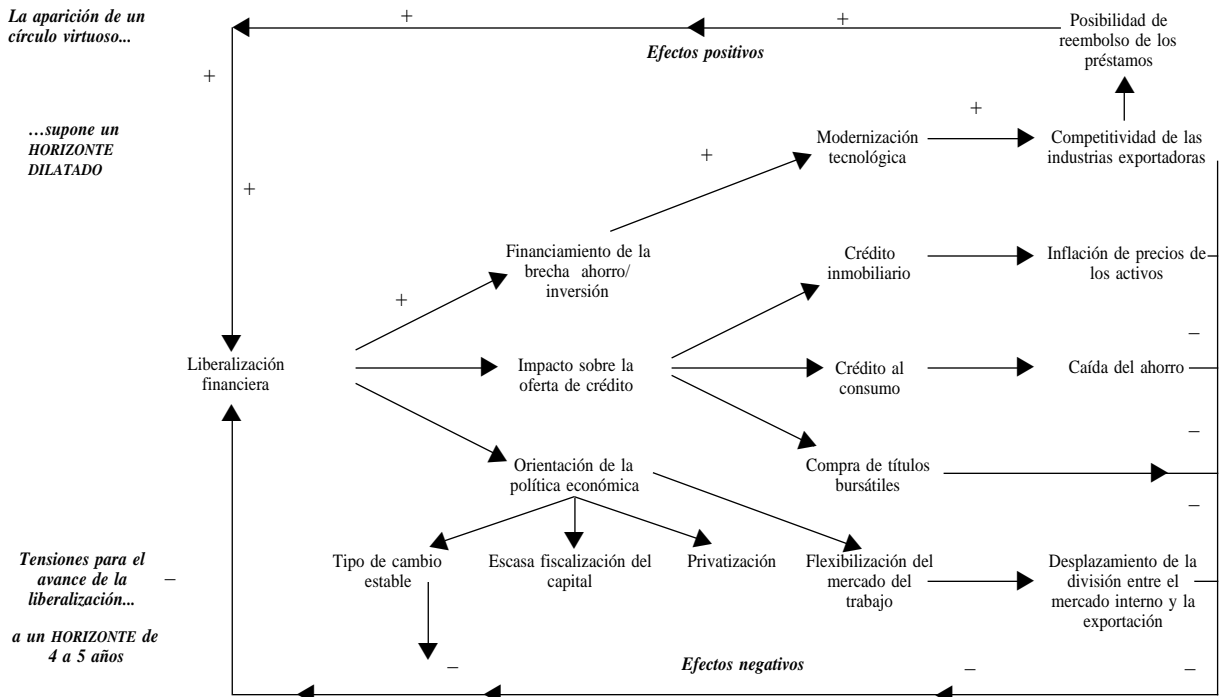 La aparición de un
círculo virtuoso...
+
+
Posibilidad de
reembolso de los
préstamos
Efectos positivos
+
…supone un
HORIZONTE
DILATADO
+
Modernización
tecnológica
+
Competitividad de las
industrias exportadoras
+
Financiamiento de la
brecha ahorro/
inversión
Crédito
inmobiliario
Inflación de precios de
los activos
+
–
Liberalización
financiera
Impacto sobre la
oferta de crédito
Crédito al
consumo
Caída del ahorro
–
Orientación de la
política económica
Compra de títulos
bursátiles
–
Tensiones para el
avance de la
liberalización...
–
Tipo de cambio
estable
Escasa fiscalización del
capital
Privatización
Flexibilización del
mercado del
trabajo
Desplazamiento de la
división entre el
mercado interno y la
exportación
a un HORIZONTE de
4 a 5 años
–
Efectos negativos
–
–